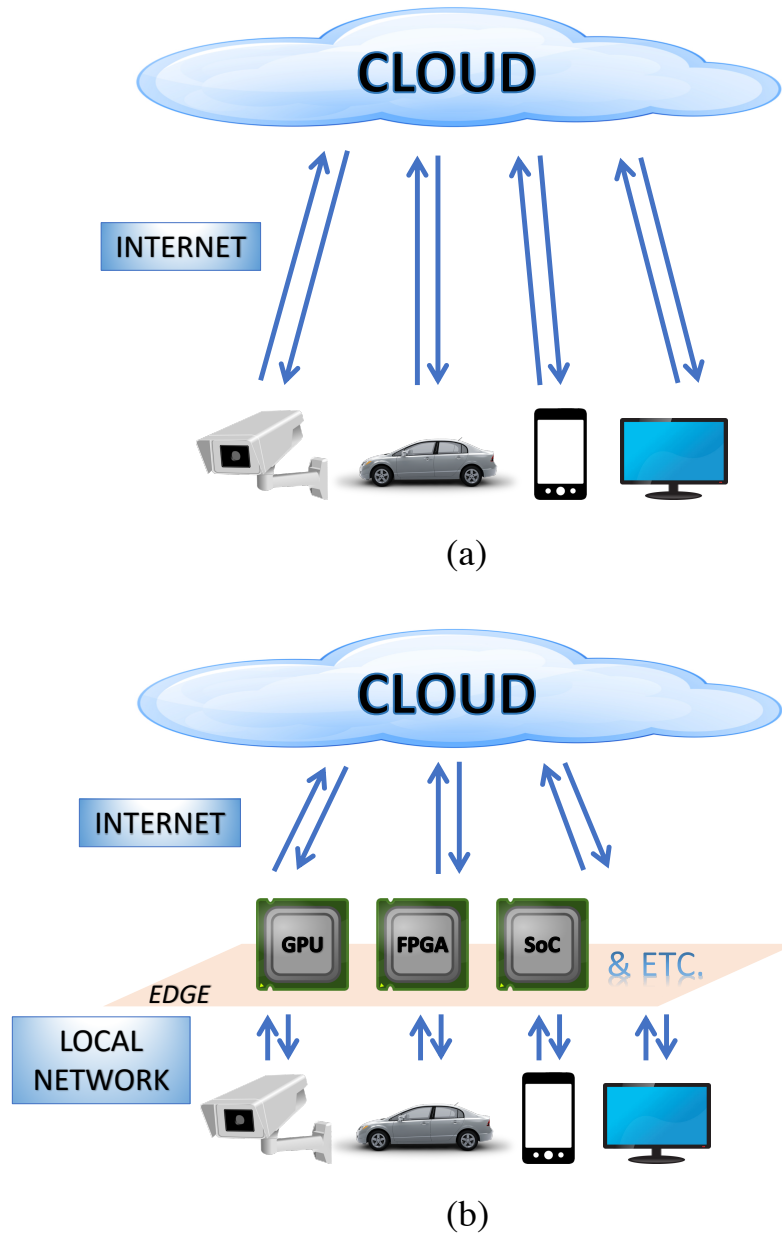 CLOUD
INTERNET
(a)
CLOUD
INTERNET
GPU
FPGA
SoC
& ETC.
EDGE
LOCAL
NETWORK
(b)